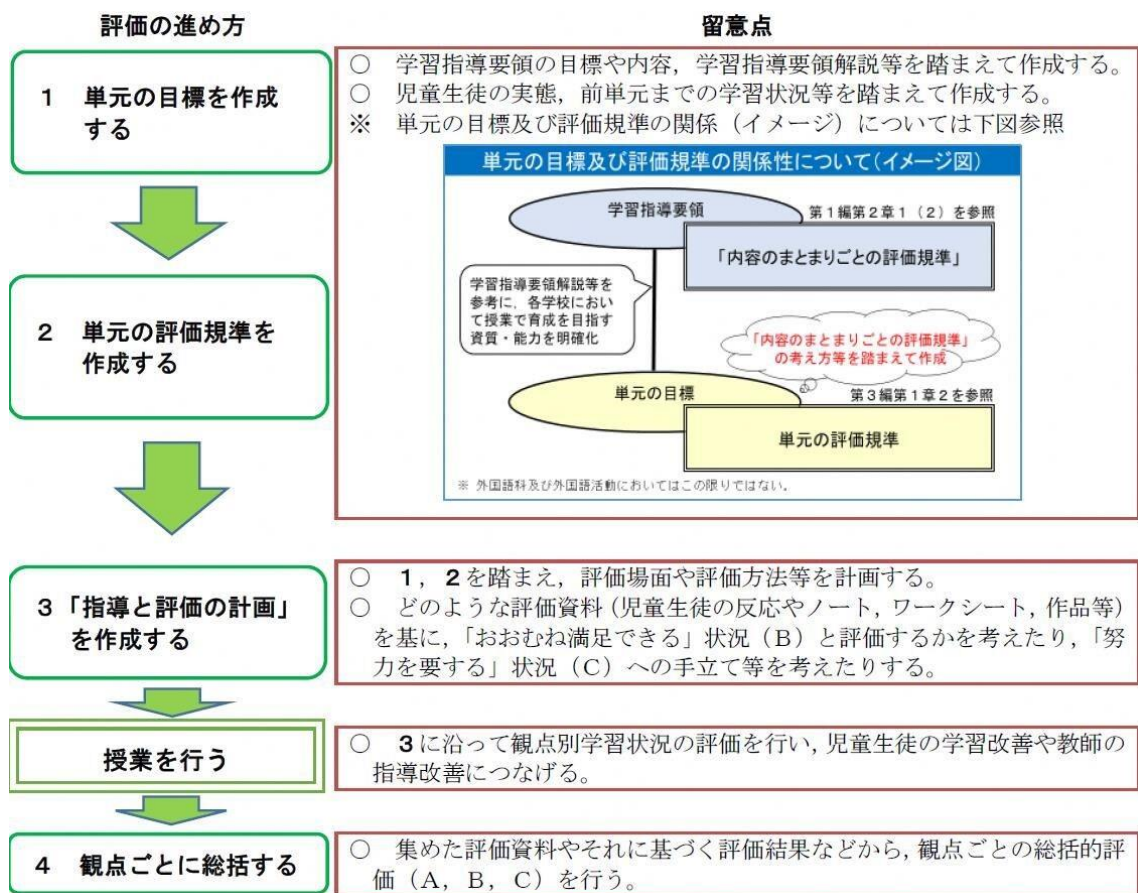 評価の進め方
留意点
1 単元の目標を作成
する
○ 学習指導要領の目標や内容，学習指導要領解説等を踏まえて作成する。
○ 児童生徒の実態，前単元までの学習状況等を踏まえて作成する。
※ 単元の目標及び評価規準の関係（イメージ）については下図参照
単元の目標及び評価規準の関係性について(イメージ図)
学習指導要領
第１編第２章１（２）を参照
「内容のまとまりごとの評価規準」
学習指導要領解説等を
参考に，各学校におい
て授業で育成を目指す
資質・能力を明確化
「内容のまとまりごとの評価規準」
の考え方等を踏まえて作成
単元の目標
第３編第１章２を参照
単元の評価規準
※ 外国語科及び外国語活動においてはこの限りではない。
2 単元の評価規準を
作成する
3 「指導と評価の計画」
を作成する
○ 1，2を踏まえ，評価場面や評価方法等を計画する。
○ どのような評価資料（児童生徒の反応やノート，ワークシート，作品等）
を基に，「おおむね満足できる」状況（B）と評価するかを考えたり，「努
力を要する」状況（C）への手立て等を考えたりする。
授業を行う
○ 3に沿って観点別学習状況の評価を行い，児童生徒の学習改善や教師の
指導改善につなげる。
4 観点ごとに総括する
○ 集めた評価資料やそれに基づく評価結果などから，観点ごとの総括的評
価（A，B，C）を行う。